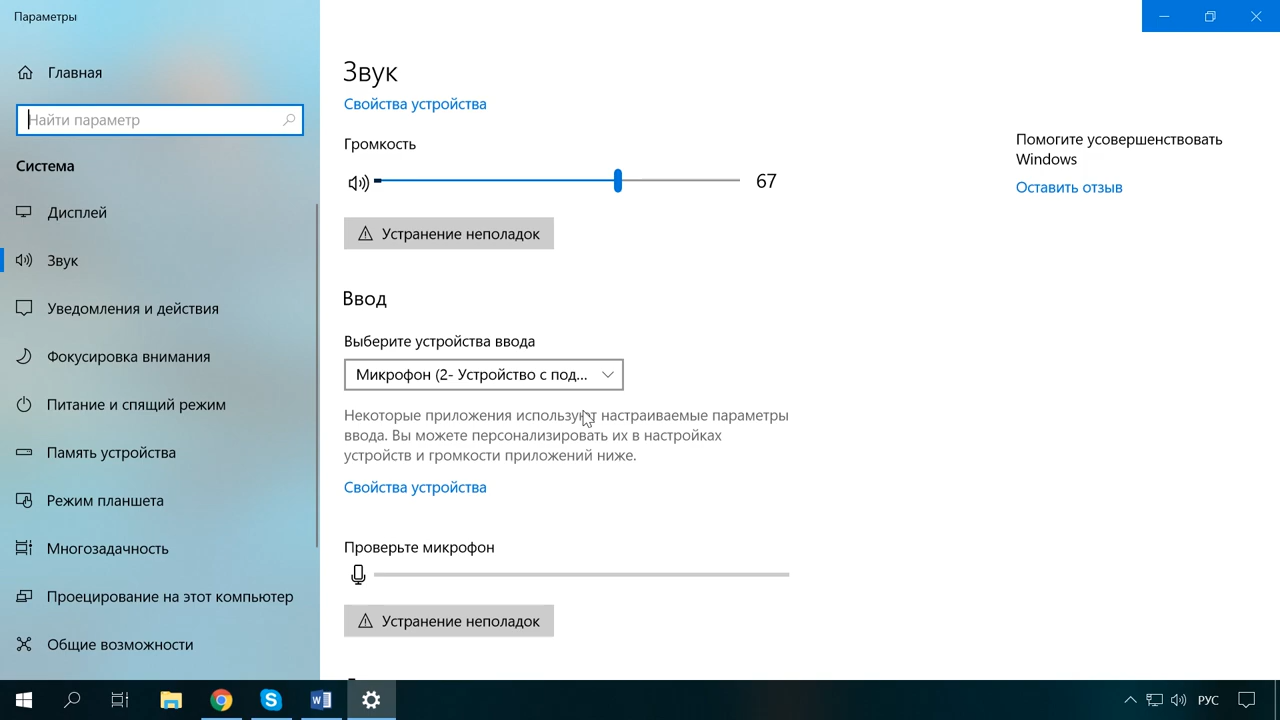 Параметры
Главная
Найти параметр
Система
Дисплей
Звук
Уведомления и действия
Фокусировка внимания
Питание и спящий режим
Память устройства
Режим планшета
Многозадачность
Проецирование на этот компьютер
Общие возможности
Звук
Свойства устройства
Громкость
67
Устранение неполадок
Ввод
Выберите устройства ввода
Микрофон (2- Устройство с под...
Некоторые приложения используют настраиваемые параметры
ввода. Вы можете персонализировать их в настройках
устройств и громкости приложений ниже.
Свойства устройства
Проверьте микрофон
Устранение неполадок
Помогите усовершенствовать
Windows
Оставить отзыв
РУС